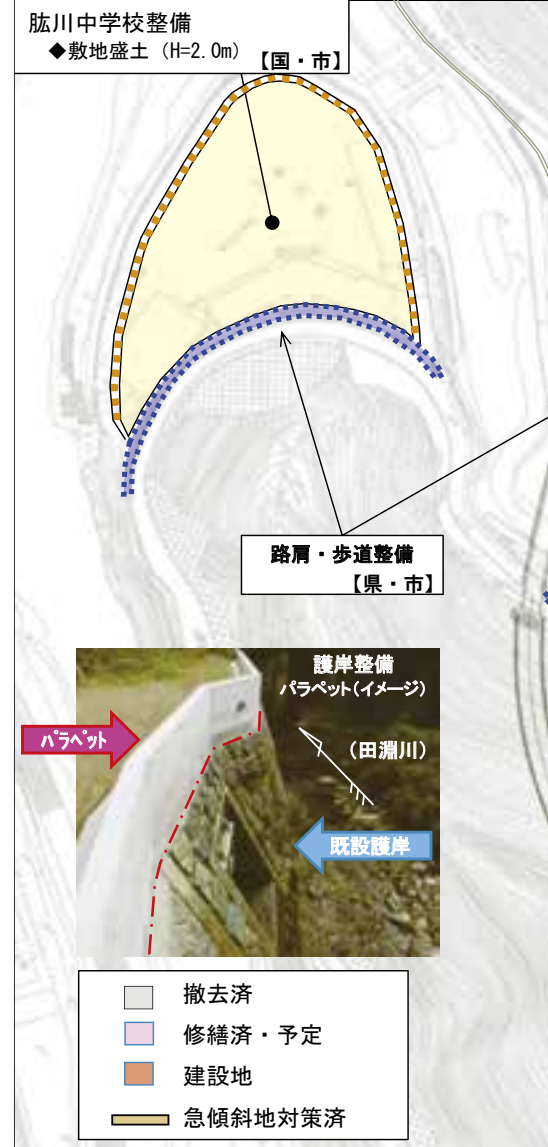 肱川中学校整備
◆敷地盛土（H=2.0m）
【国・市】
路肩・歩道整備
【県・市】
護岸整備
パラペット(イメージ)
パラペット
（田淵川）
既設護岸
撤去済
修繕済・予定
建設地
急傾斜地対策済